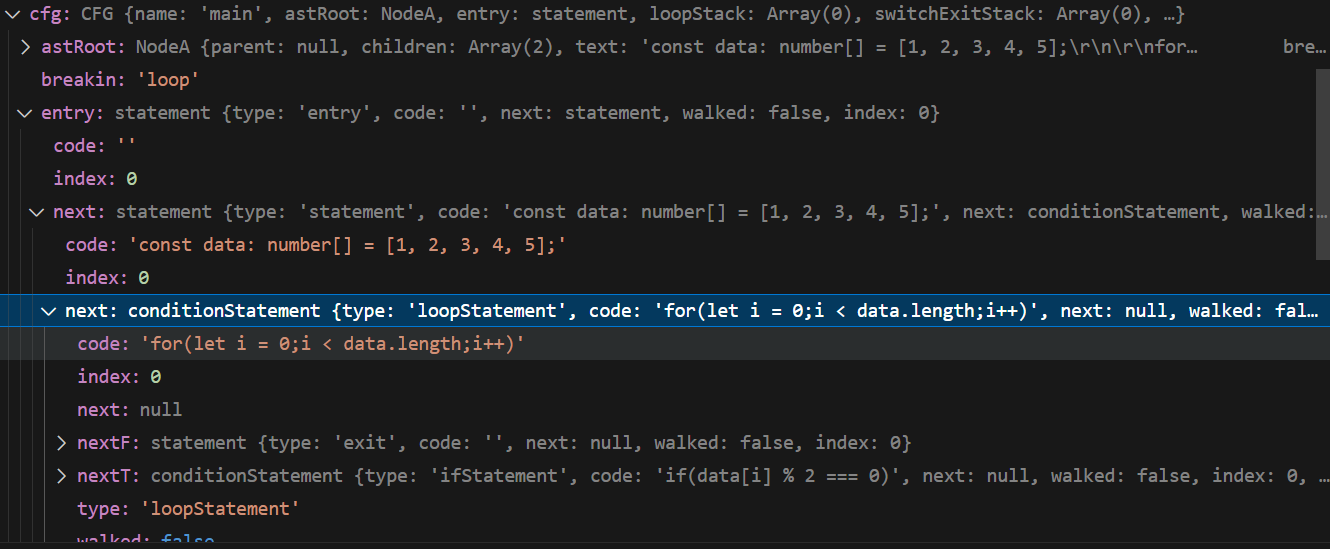 cfg: CFG {name: 'main', astRoot: NodeA, entry: statement, loopStack: Array(0), switchExitStack: Array(0), …}
astRoot: NodeA {parent: null, children: Array(2), text: 'const data: number[] = [1, 2, 3, 4, 5];\r\n\r\nfor… bre…
breakin: 'loop'
entry: statement {type: 'entry', code: '', next: statement, walked: false, index: 0}
code: ''
index: 0
next: statement {type: 'statement', code: 'const data: number[] = [1, 2, 3, 4, 5];', next: conditionStatement, walked:…
code: 'const data: number[] = [1, 2, 3, 4, 5];'
index: 0
next: conditionStatement {type: 'loopStatement', code: 'for(let i = 0;i < data.length;i++)', next: null, walked: fal…
code: 'for(let i = 0;i < data.length;i++)'
index: 0
next: null
nextF: statement {type: 'exit', code: '', next: null, walked: false, index: 0}
nextT: conditionStatement {type: 'ifStatement', code: 'if(data[i] % 2 === 0)', next: null, walked: false, index: 0, …
type: 'loopStatement'
walked: false